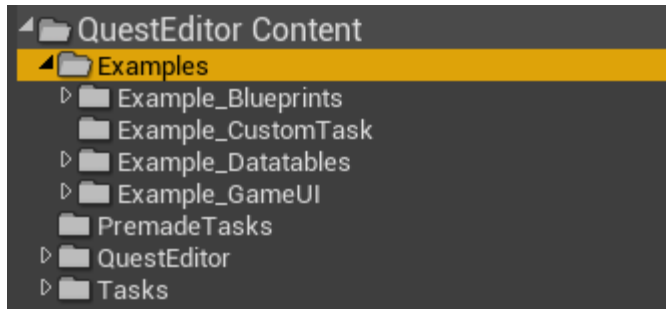 QuestEditor Content
Examples
Example_Blueprints
Example_CustomTask
Example_Datatables
Example_GameUI
PremadeTasks
QuestEditor
Tasks